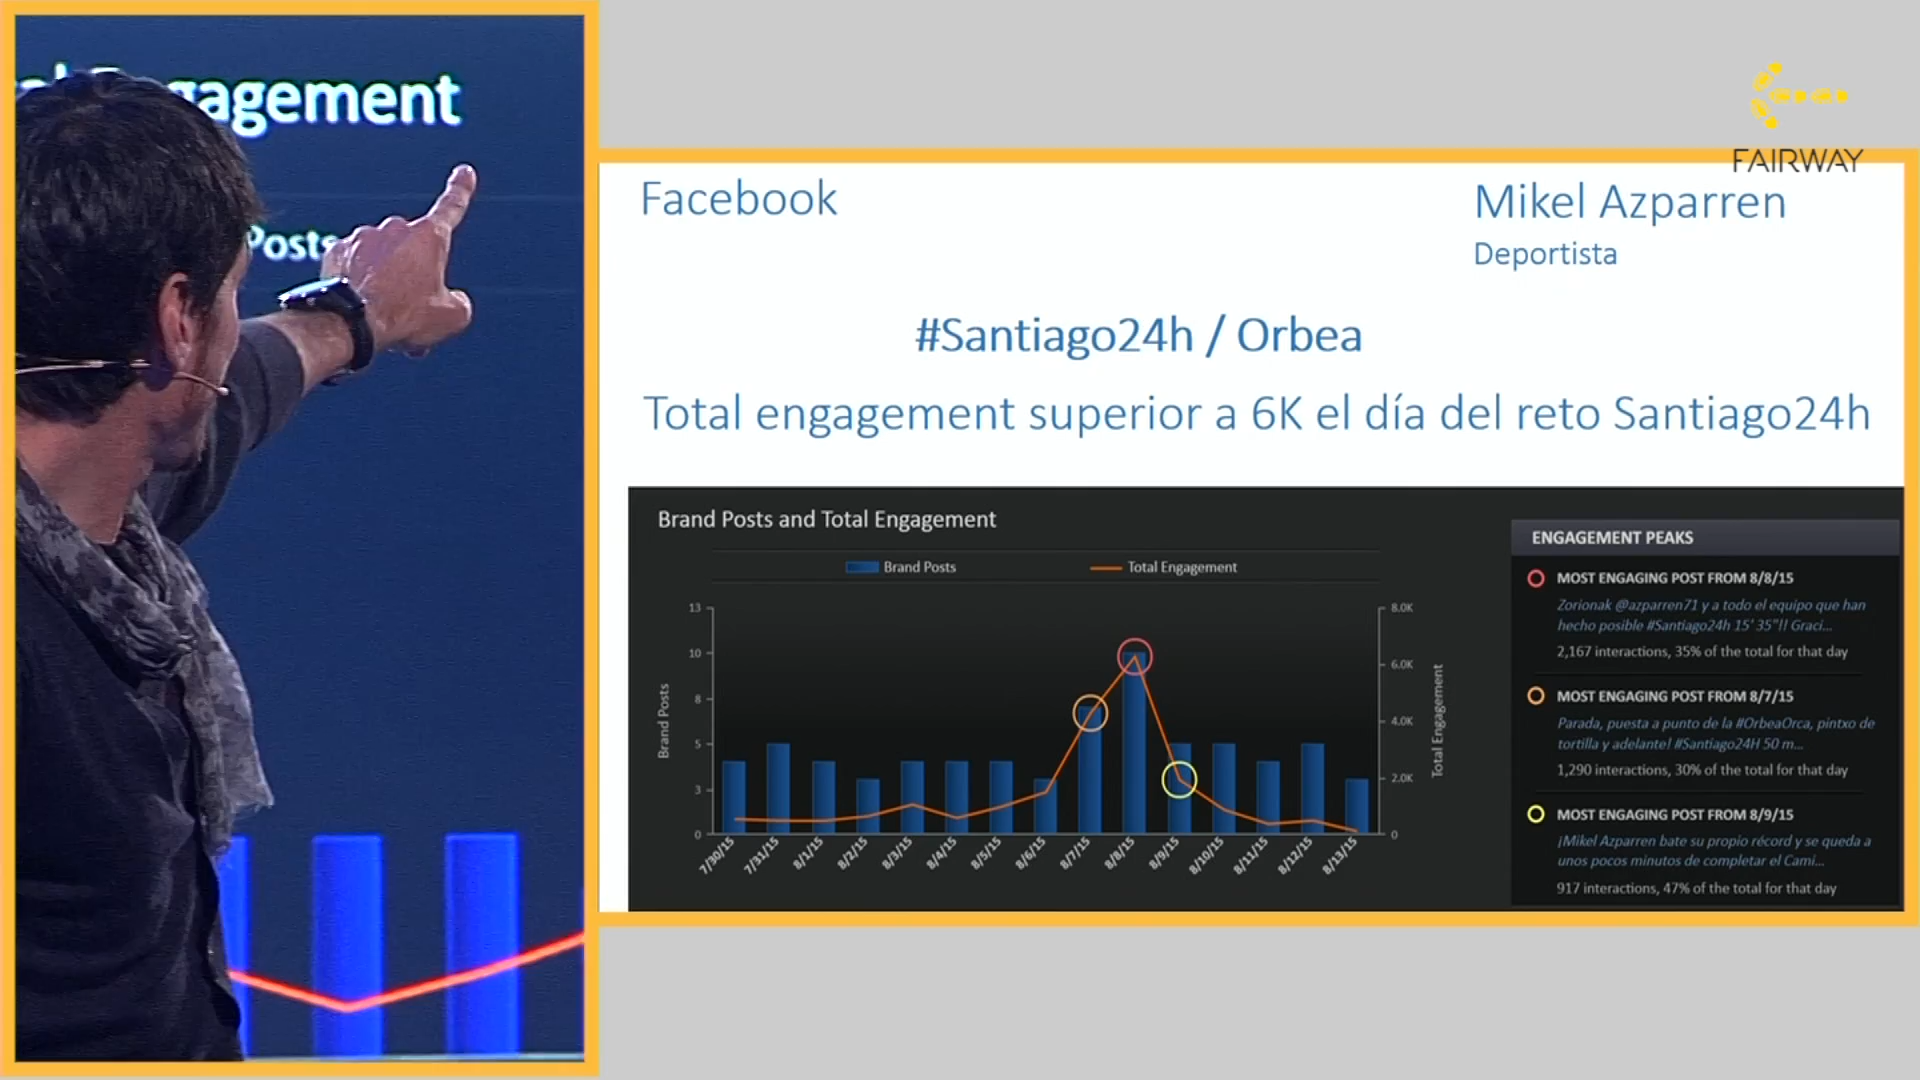 agement
Posts
FAIRWAY
Facebook
Mikel Azparren
Deportista
#Santiago24h / Orbea
Total engagement superior a 6K el día del reto Santiago24h
Brand Posts and Total Engagement
Brand Posts
Total Engagement
13
10
8
5
3
0
Brand Posts
8.0K
6.0K
4.0K
2.0K
0
Total Engagement
7/30/15
7/31/15
8/1/15
8/2/15
8/3/15
8/4/15
8/5/15
8/6/15
8/7/15
8/8/15
8/9/15
8/10/15
8/11/15
8/12/15
8/13/15
ENGAGEMENT PEAKS
MOST ENGAGING POST FROM 8/8/15
Zorionak @azparren71 y a todo el equipo que han
hecho posible #Santiago24h 15' 35"!! Graci...
2,167 interactions, 35% of the total for that day
MOST ENGAGING POST FROM 8/7/15
Parada, puesta a punto de la #OrbeaOrca, pintxo de
tortilla y adelante! #Santiago24H 50 m...
1,290 interactions, 30% of the total for that day
MOST ENGAGING POST FROM 8/9/15
¡Mikel Azparren bate su propio récord y se queda a
unos pocos minutos de completar el Cami...
917 interactions, 47% of the total for that day